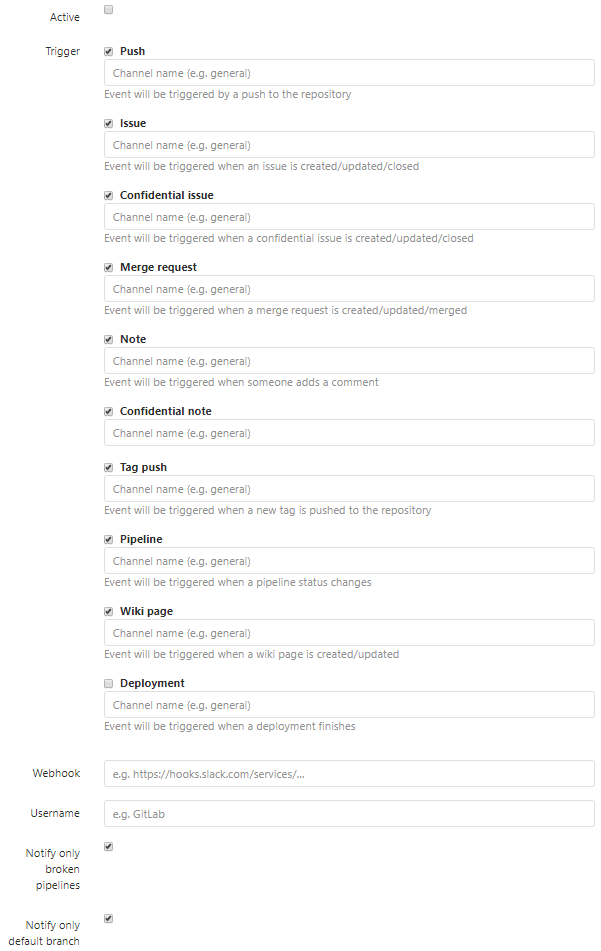 Active
Trigger
Push
Channel name (e.g. general)
Event will be triggered by a push to the repository
Issue
Channel name (e.g. general)
Event will be triggered when an issue is created/updated/closed
Confidential issue
Channel name (e.g. general)
Event will be triggered when a confidential issue is created/updated/closed
Merge request
Channel name (e.g. general)
Event will be triggered when a merge request is created/updated/merged
Note
Channel name (e.g. general)
Event will be triggered when someone adds a comment
Confidential note
Channel name (e.g. general)
Tag push
Channel name (e.g. general)
Event will be triggered when a new tag is pushed to the repository
Pipeline
Channel name (e.g. general)
Event will be triggered when a pipeline status changes
Wiki page
Channel name (e.g. general)
Event will be triggered when a wiki page is created/updated
Deployment
Channel name (e.g. general)
Event will be triggered when a deployment finishes
Webhook
e.g. https://hooks.slack.com/services/...
Username
e.g. GitLab
Notify only
broken
pipelines
Notify only
default branch